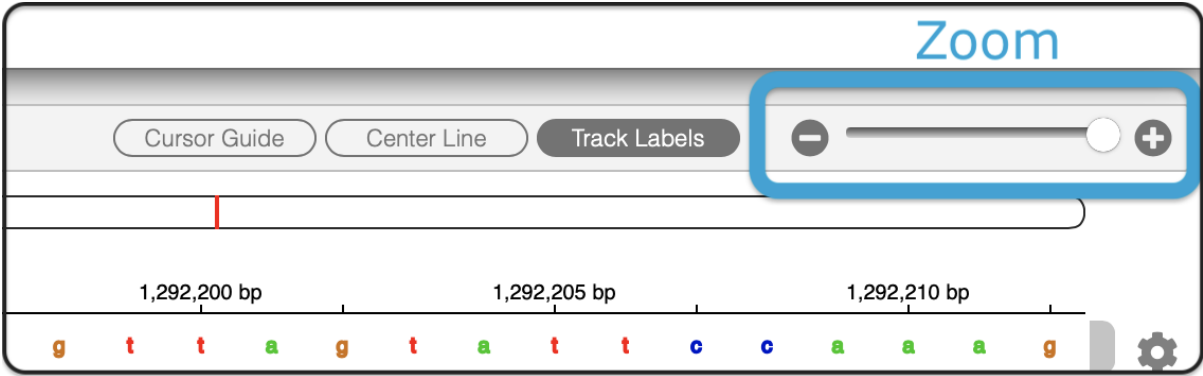 Zoom
Cursor Guide Center Line Track Labels
1,292,200 bp 1,292,205 bp 1,292,210 bp
g t t a g t a t t c c a a a g